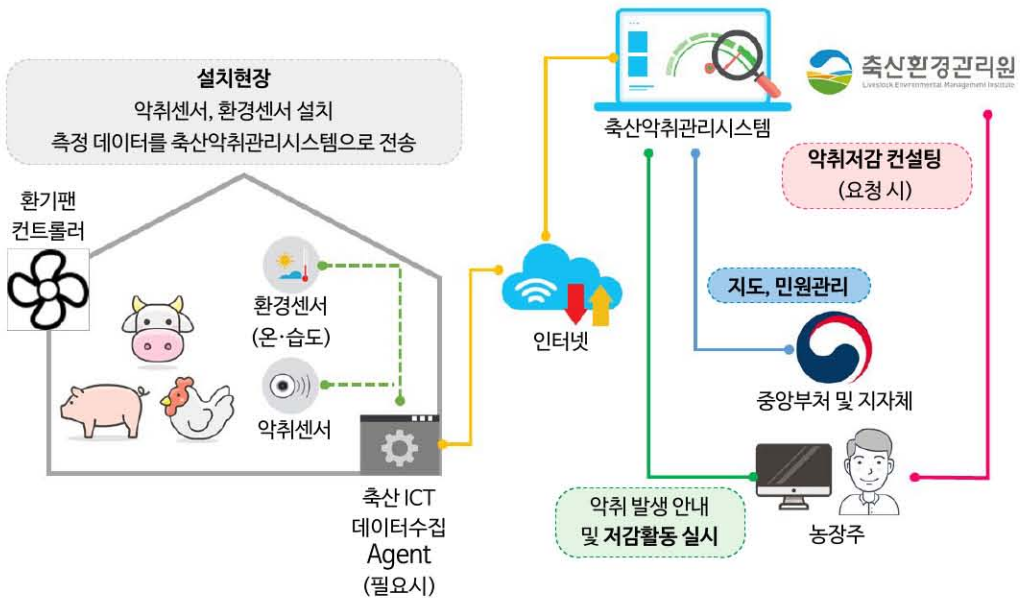 설치현장
악취센서, 환경센서 설치
측정 데이터를 축산악취관리시스템으로 전송
환기팬
컨트롤러
환경센서
(온·습도)
악취센서
축산 ICT
데이터수집
Agent
(필요시)
인터넷
축산악취관리시스템
축산환경관리원
Livestock Environmental Management Institute
악취저감 컨설팅
(요청 시)
지도, 민원관리
중앙부처 및 지자체
악취 발생 안내
및 저감활동 실시
농장주